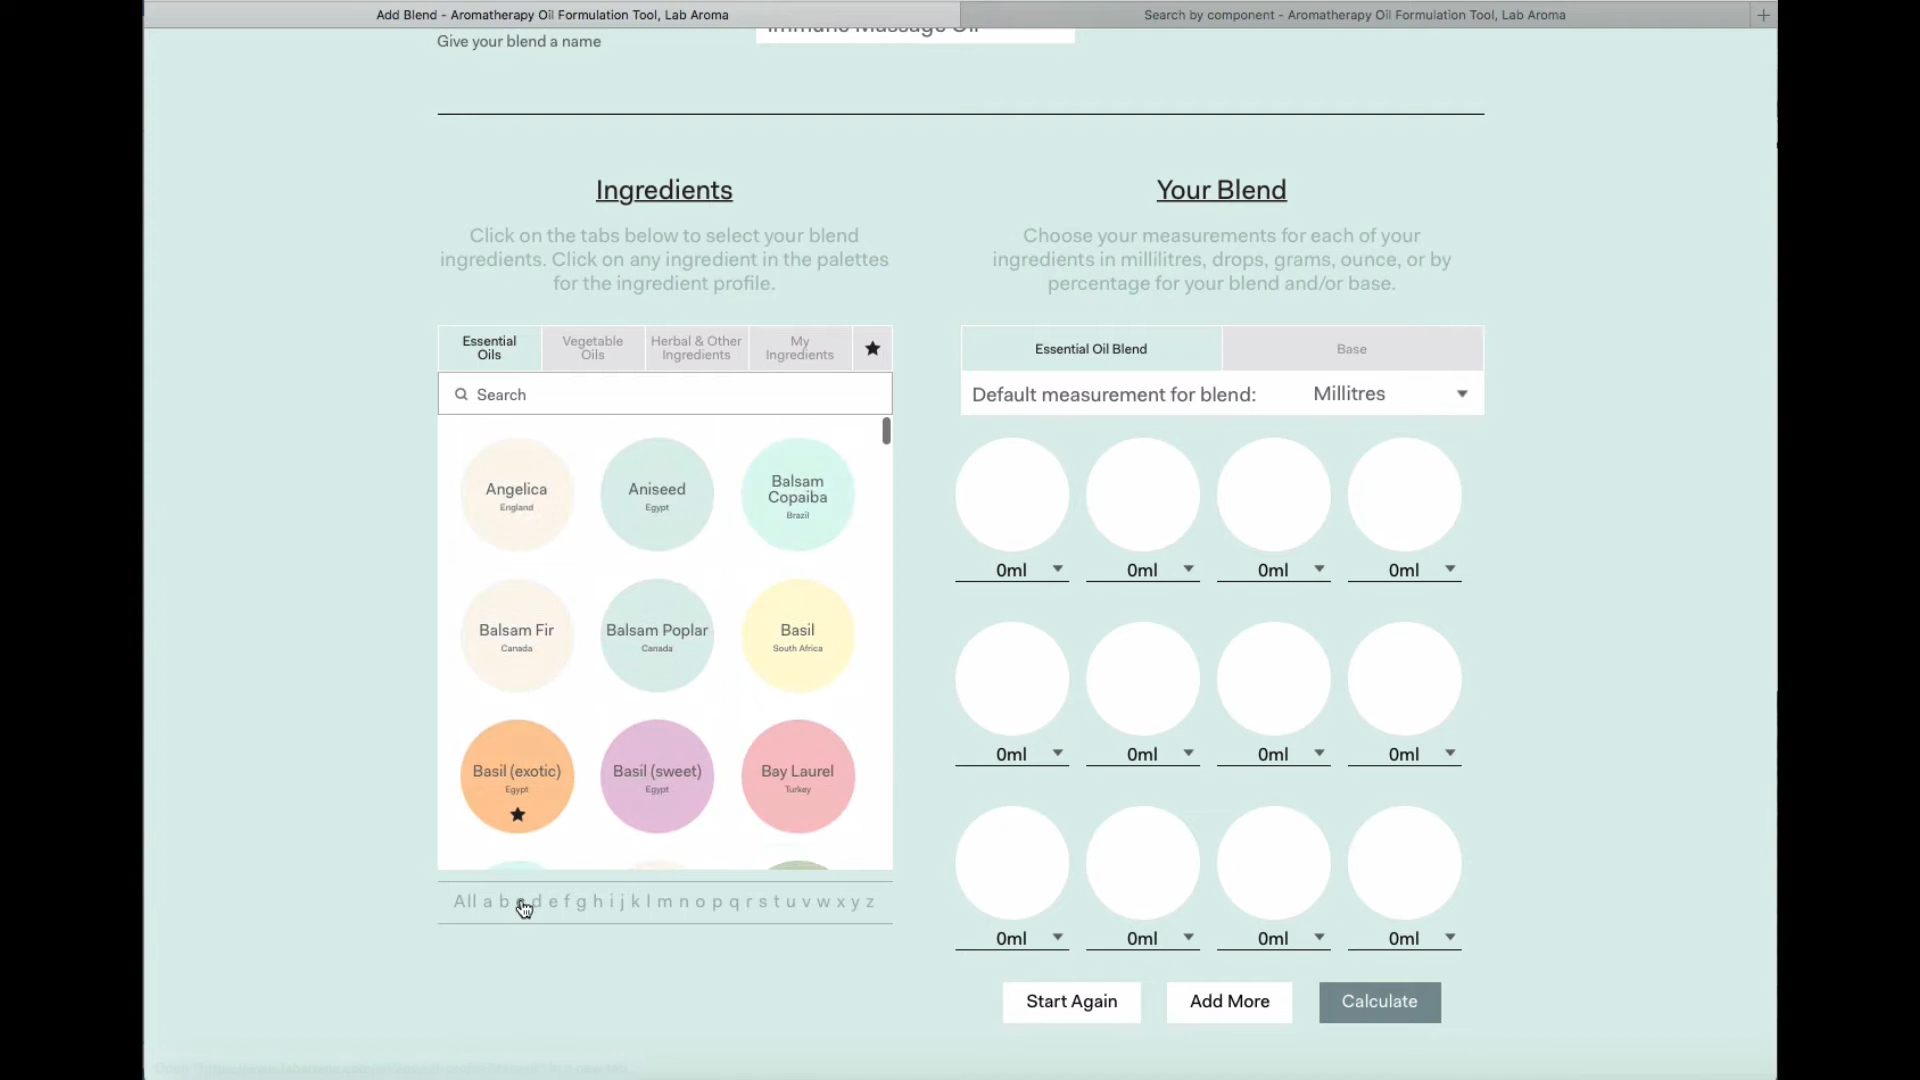 Add Blend - Aromatherapy Oil Formulation Tool, Lab Aroma
Search by component - Aromatherapy Oil Formulation Tool, Lab Aroma
Immune Massage Oil
Give your blend a name
Ingredients
Click on the tabs below to select your blend
ingredients. Click on any ingredient in the palettes
for the ingredient profile.
Your Blend
Choose your measurements for each of your
ingredients in millilitres, drops, grams, ounce, or by
percentage for your blend and/or base.
Essential
Oils
Vegetable
Oils
Herbal & Other
Ingredients
My
Ingredients
Search
Angelica
England
Aniseed
Egypt
Balsam
Copaiba
Brazil
Balsam Fir
Canada
Balsam Poplar
Canada
Basil
South Africa
Basil (exotic)
Egypt
Basil (sweet)
Egypt
Bay Laurel
Turkey
All a b c d e f g h i j k l m n o p q r s t u v w x y z
Essential Oil Blend
Base
Default measurement for blend: Millitres
0ml 0ml 0ml 0ml
0ml 0ml 0ml 0ml
0ml 0ml 0ml 0ml
Start Again
Add More
Calculate